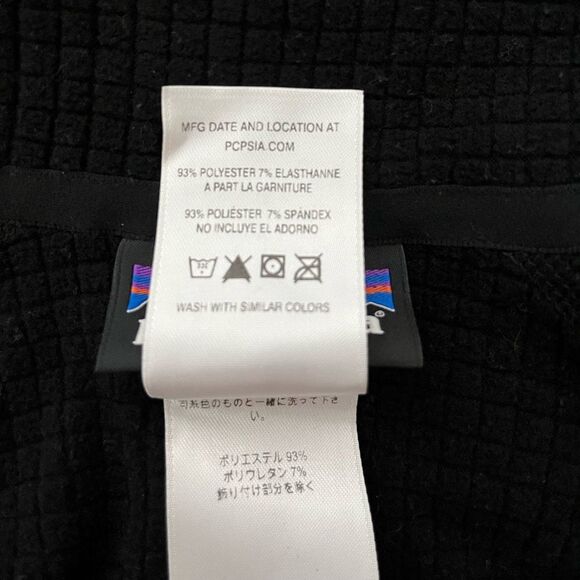 MFG DATE AND LOCATION AT
PCPSIA.COM
93% POLYESTER 7% ELASTHANNE
A PART LA GARNITURE
93% POLIÉSTER 7% SPÁNDEX
NO INCLUYE EL ADORNO
WASH WITH SIMILAR COLORS
同系色のものと一緒に洗って下さ
い。
ポリエステル 93%
ポリウレタン 7%
飾り付け部分を除く